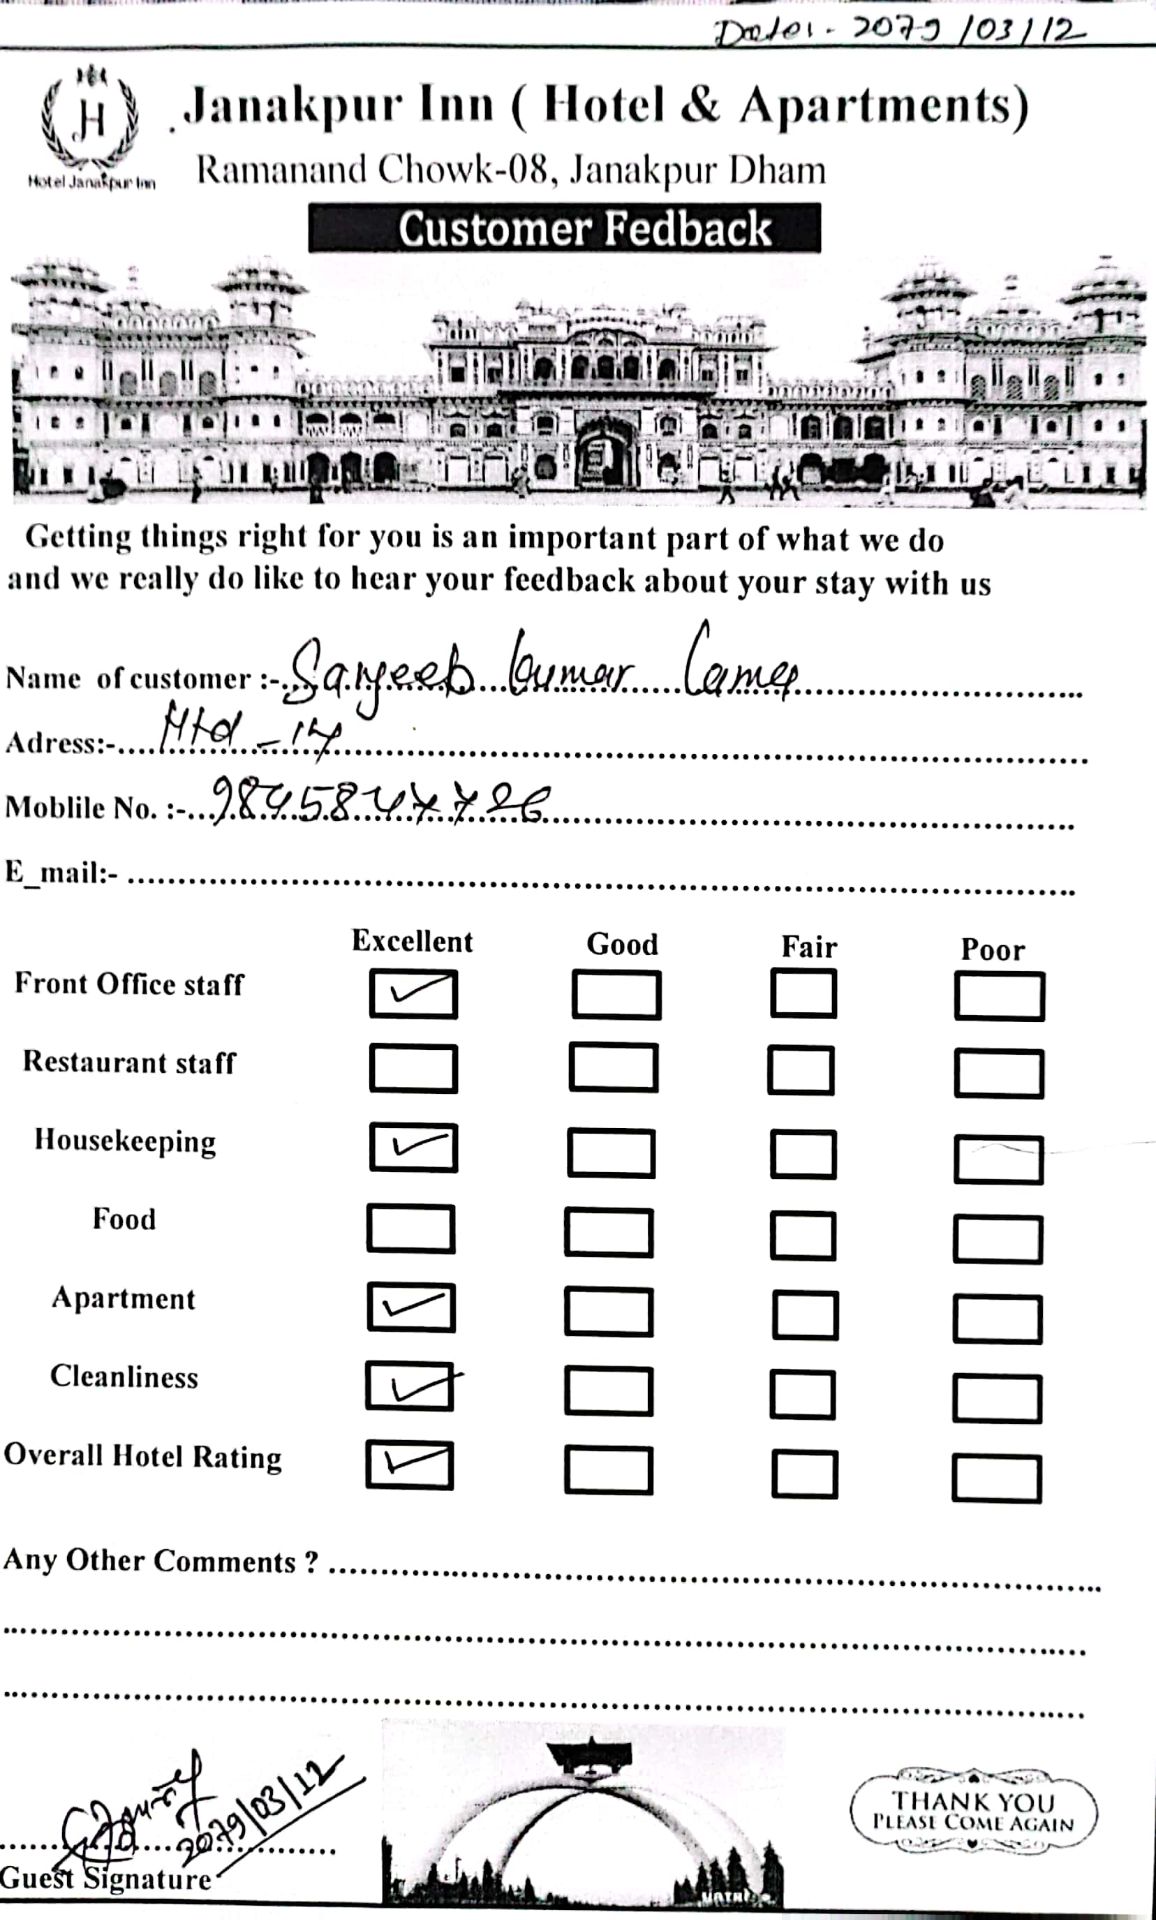 Date:- 2079/03/12
H
Hotel Janakpur Inn
Janakpur Inn ( Hotel & Apartments)
Ramanand Chowk-08, Janakpur Dham
Customer Fedback
Getting things right for you is an important part of what we do
and we really do like to hear your feedback about your stay with us
Name of customer :- Sanjeeb kumar
Adress:- Htd - 17
Moblile No. :-
E_mail:-
Excellent Good Fair Poor
Front Office staff
Restaurant staff
Housekeeping
Food
Apartment
Cleanliness
Overall Hotel Rating
Any Other Comments ?
2079/03/12
Guest Signature
THANK YOU
PLEASE COME AGAIN